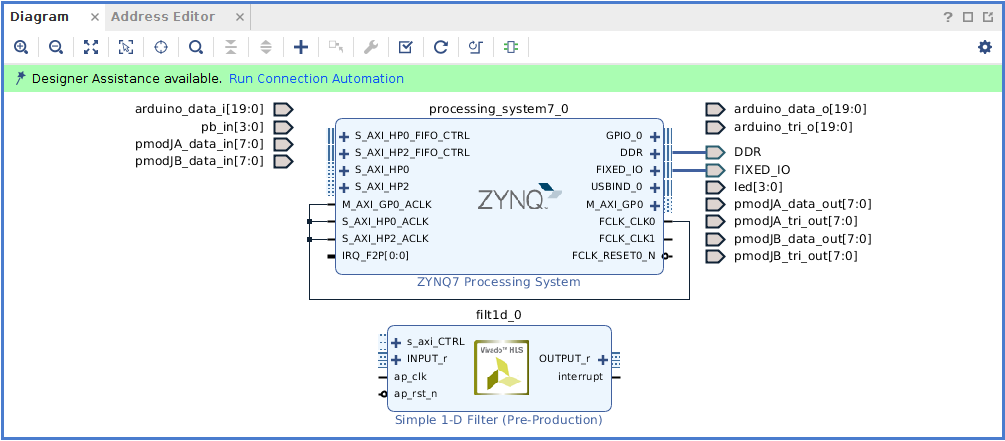 Diagram × Address Editor × ?
Designer Assistance available. Run Connection Automation
arduino_data_i[19:0]
pb_in[3:0]
pmodJA_data_in[7:0]
pmodJB_data_in[7:0]
processing_system7_0
S_AXI_HP0_FIFO_CTRL
S_AXI_HP2_FIFO_CTRL
S_AXI_HP0
S_AXI_HP2
M_AXI_GP0_ACLK
S_AXI_HP0_ACLK
S_AXI_HP2_ACLK
IRQ_F2P[0:0]
ZYNQ
GPIO_0
DDR
FIXED_IO
USBIND_0
M_AXI_GP0
FCLK_CLK0
FCLK_CLK1
FCLK_RESET0_N
ZYNQ7 Processing System
arduino_data_o[19:0]
arduino_tri_o[19:0]
DDR
FIXED_IO
led[3:0]
pmodJA_data_out[7:0]
pmodJA_tri_out[7:0]
pmodJB_data_out[7:0]
pmodJB_tri_out[7:0]
filt1d_0
s_axi_CTRL
INPUT_r
ap_clk
ap_rst_n
Vivado™ HLS
OUTPUT_r
interrupt
Simple 1-D Filter (Pre-Production)